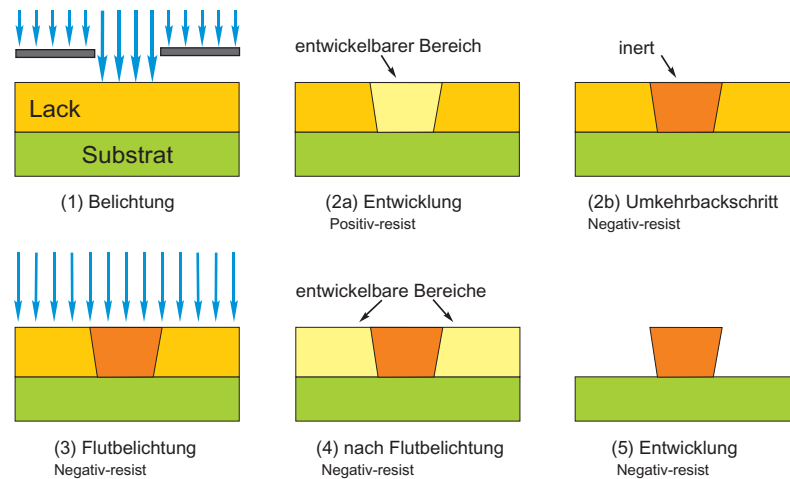 entwickelbarer Bereich
inert
Lack
Substrat
(1) Belichtung
(2a) Entwicklung
Positiv-resist
(2b) Umkehrbackschritt
Negativ-resist
entwickelbare Bereiche
(3) Flutbelichtung
Negativ-resist
(4) nach Flutbelichtung
Negativ-resist
(5) Entwicklung
Negativ-resist